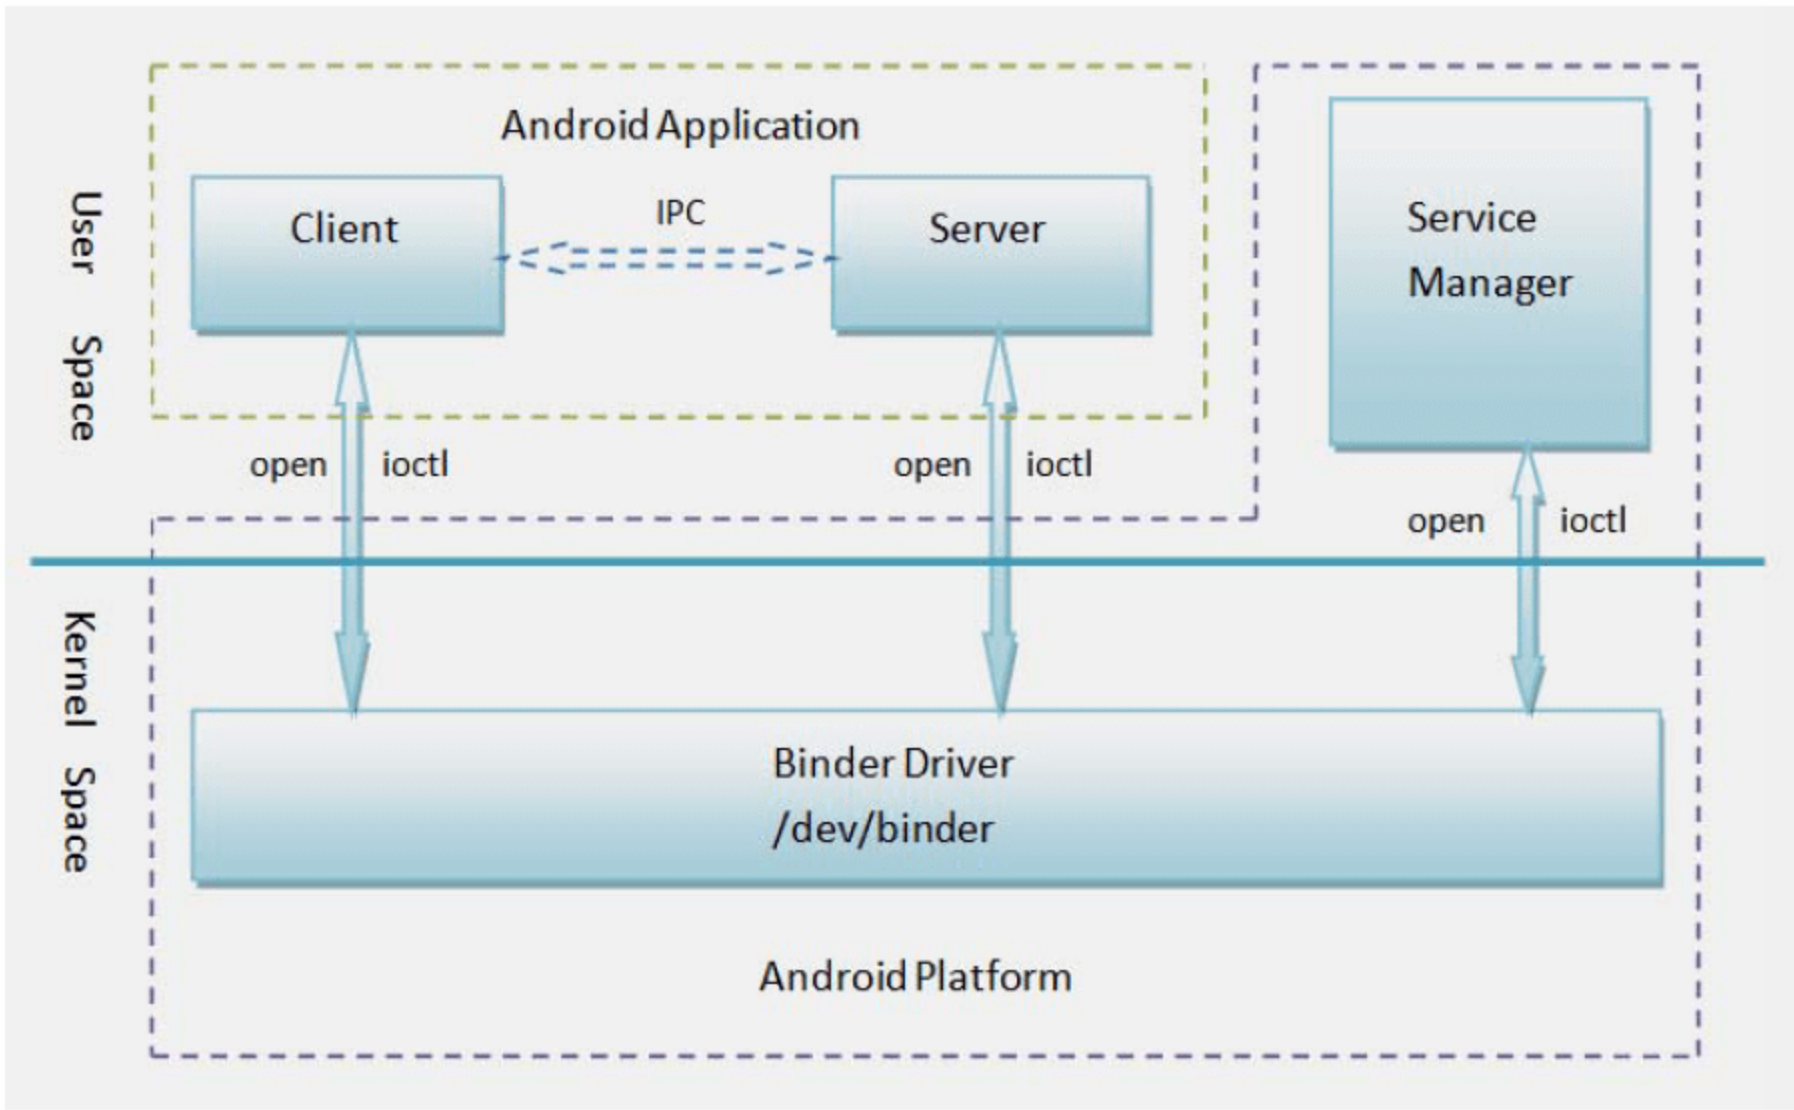 Android Application
User Space
Client
IPC
Server
Service
Manager
open
ioctl
open
ioctl
open
ioctl
Kernel Space
Binder Driver
/dev/binder
Android Platform